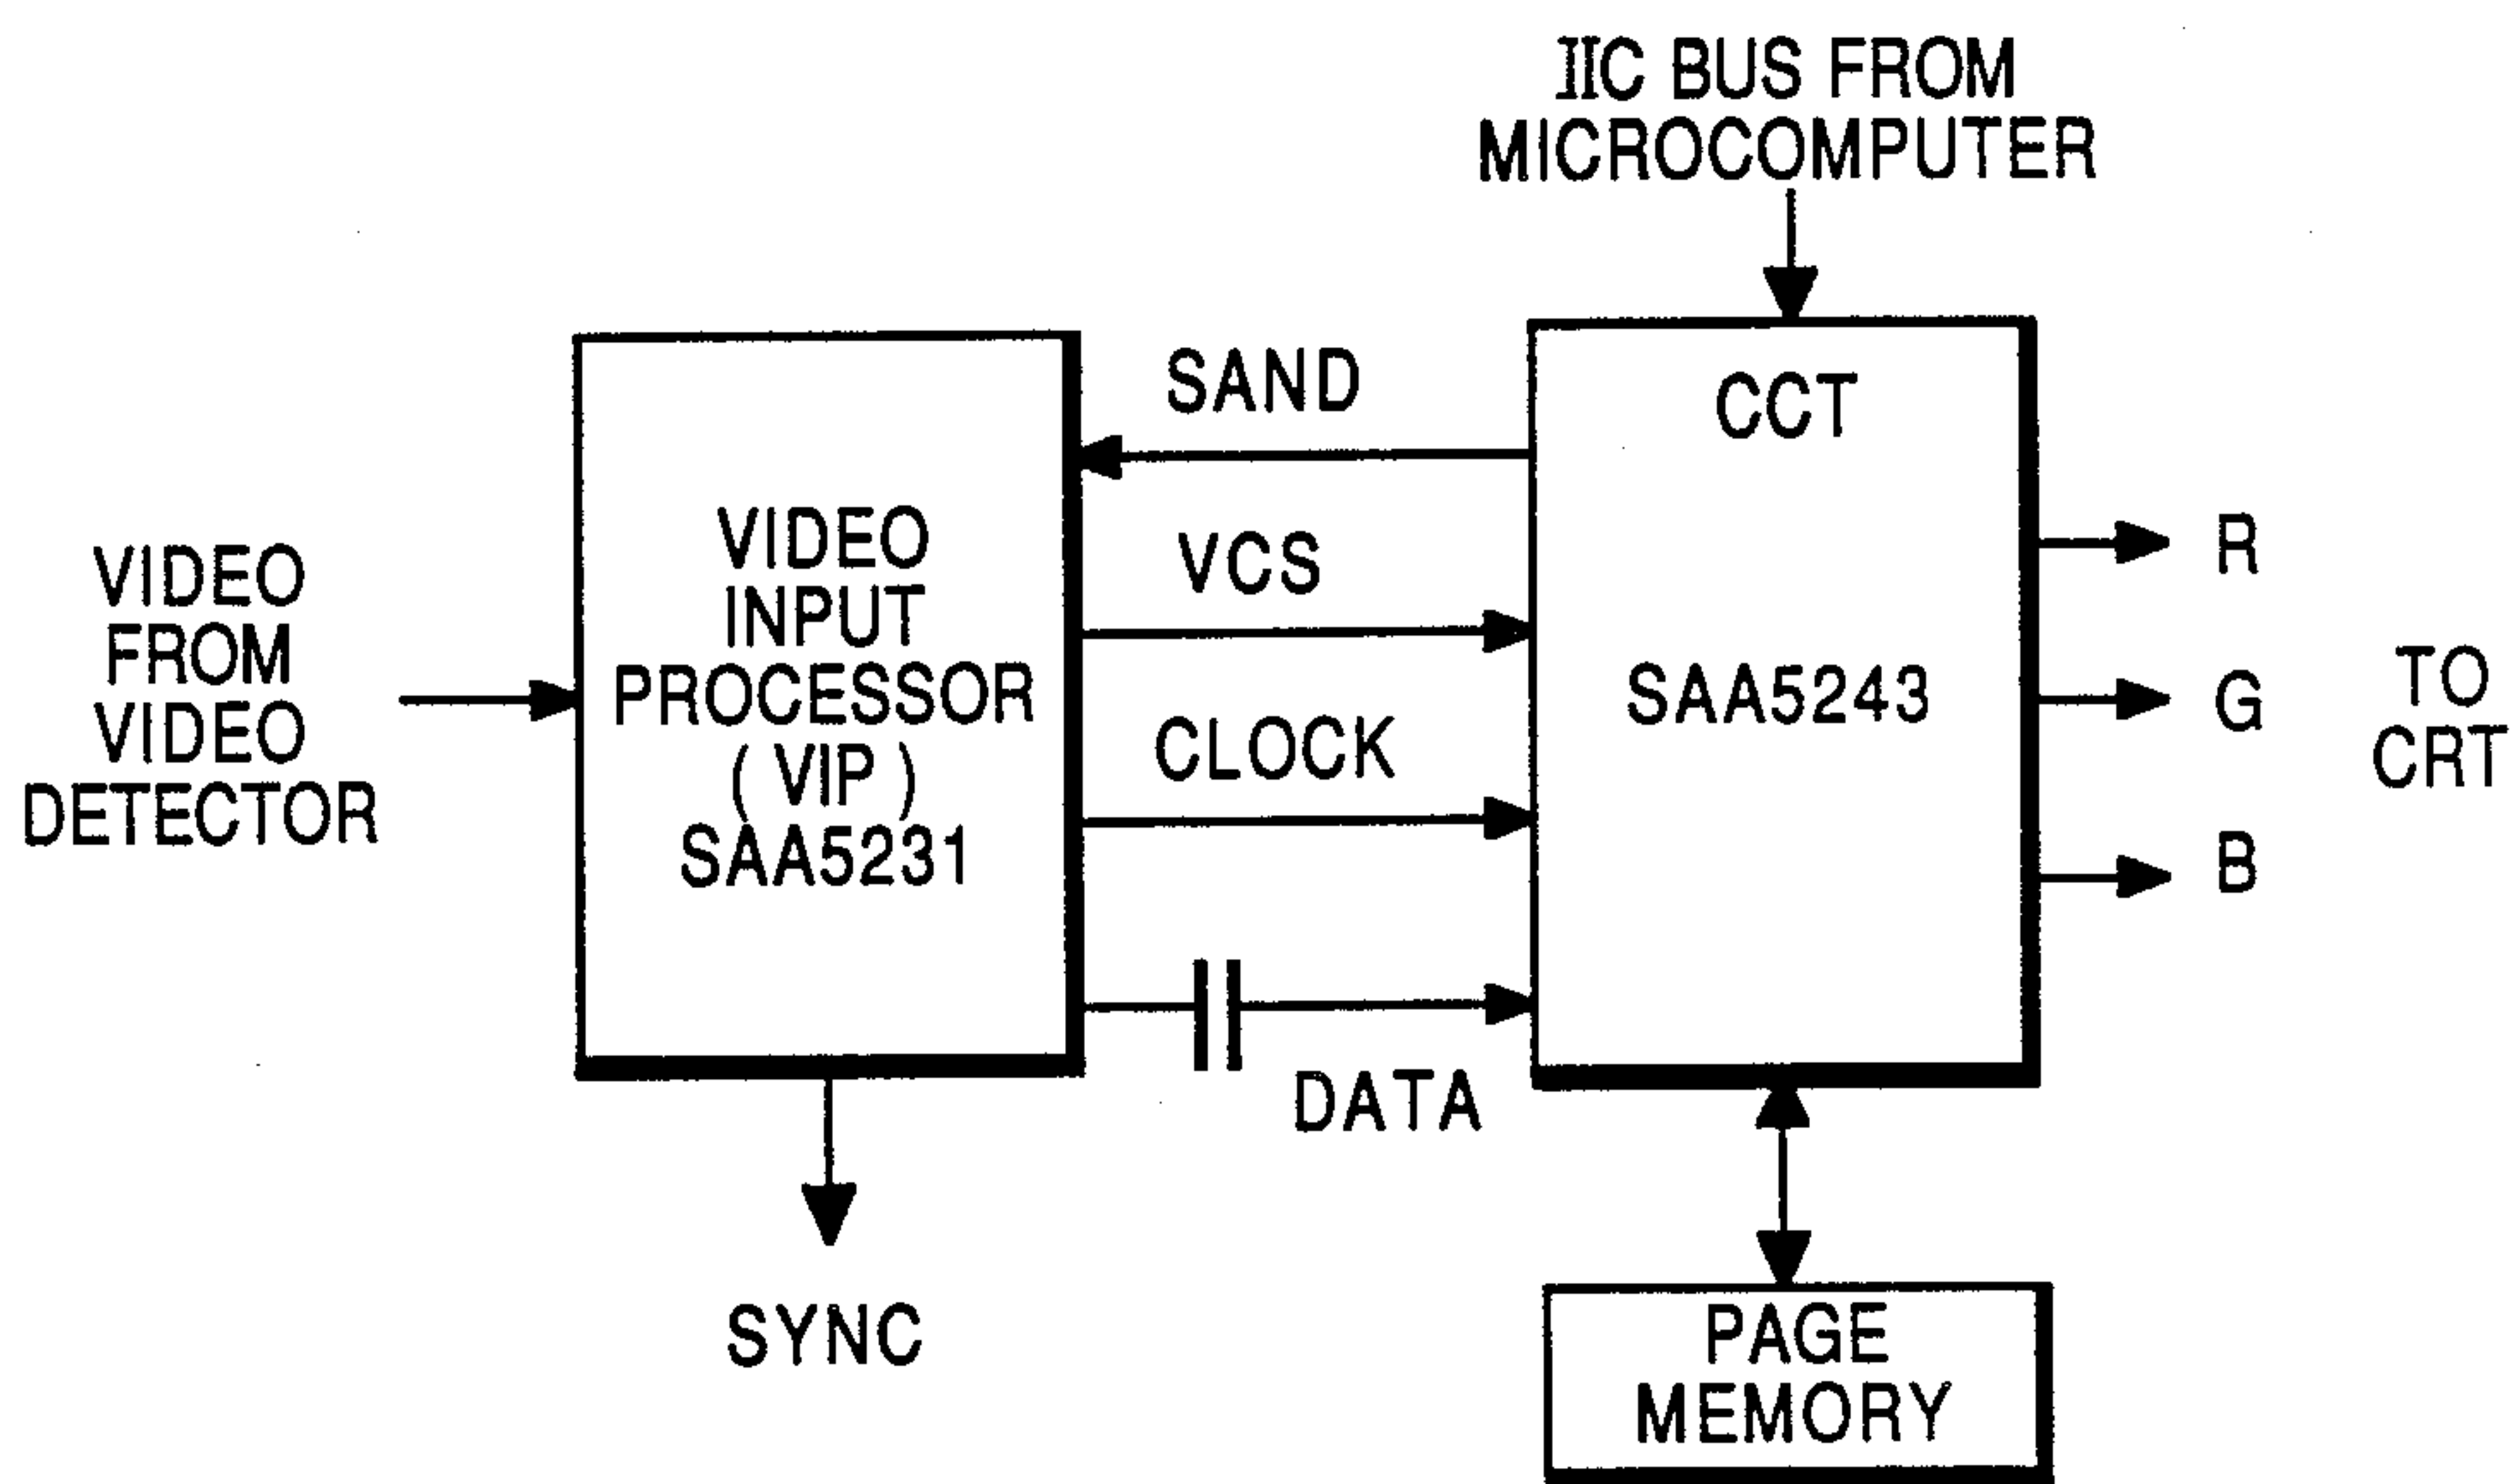 IIC BUS FROM
MICROCOMPUTER
VIDEO
FROM
VIDEO
DETECTOR
VIDEO
INPUT
PROCESSOR
( VIP )
SAA5231
SAND
VCS
CLOCK
DATA
CCT
SAA5243
R
G
B
TO
CRT
SYNC
PAGE
MEMORY